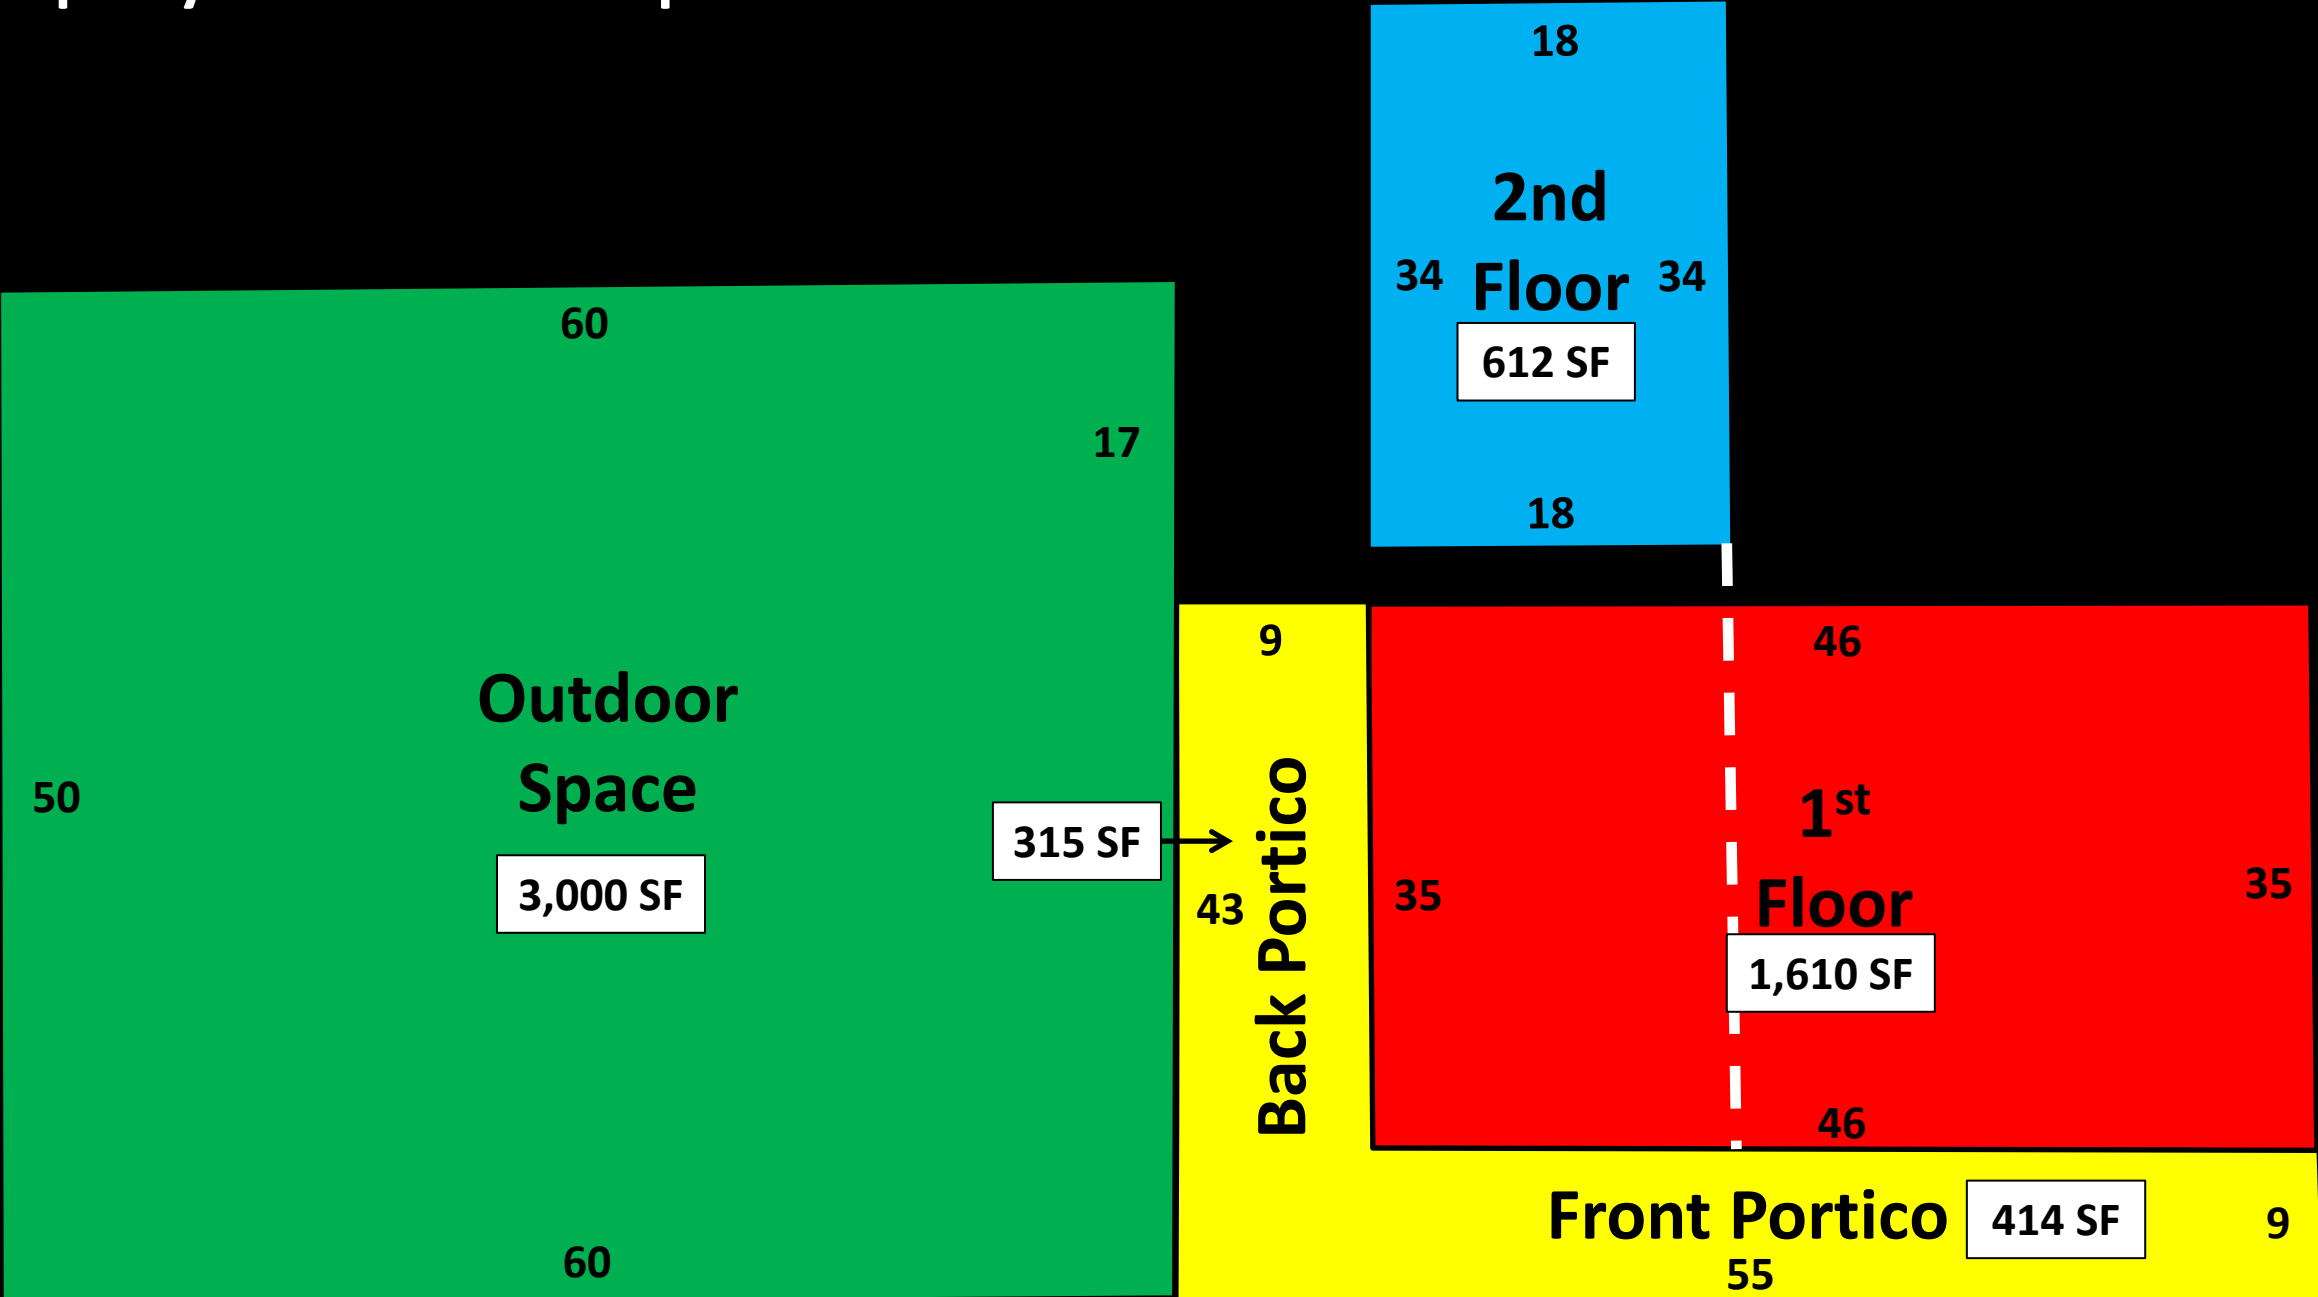 18
2nd
Floor
34
34
612 SF
18
60
17
Outdoor
Space
50
3,000 SF
60
315 SF
9
43
Back Portico
46
1st
Floor
35
35
1,610 SF
46
Front Portico
414 SF
9
55